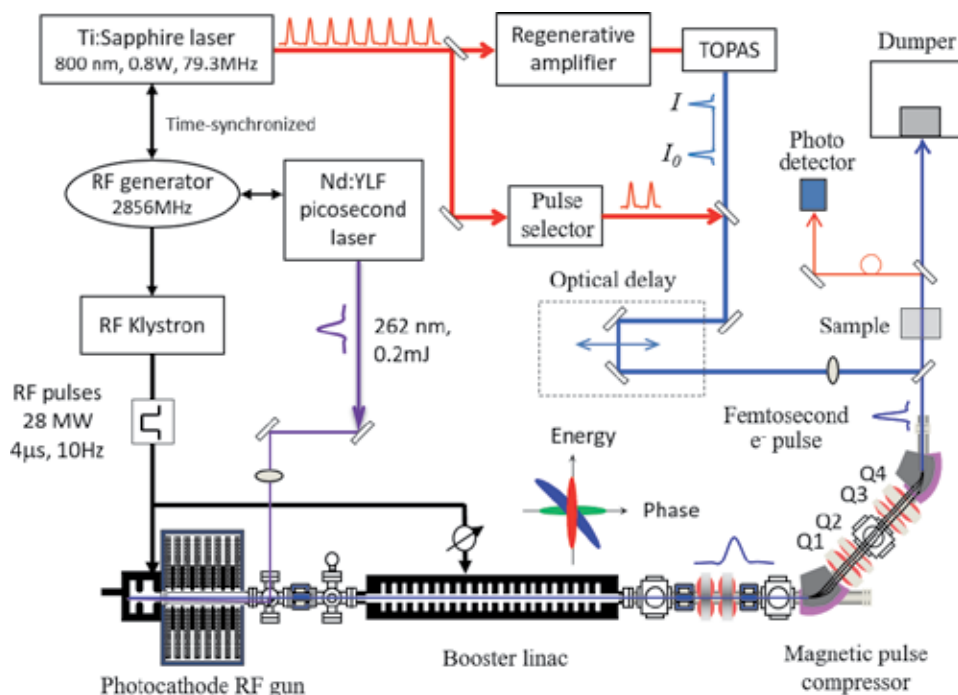 Ti:Sapphire laser
800 nm, 0.8W, 79.3MHz
Regenerative
amplifier
TOPAS
Dumper
I
I₀
Time-synchronized
Photo
detector
RF generator
2856MHz
Nd:YLF
picosecond
laser
Pulse
selector
Optical delay
RF Klystron
262 nm,
0.2mJ
Sample
RF pulses
28 MW
4µs, 10Hz
Femtosecond
e⁻ pulse
Energy
Phase
Q4
Q3
Q2
Q1
Booster linac
Magnetic pulse
compressor
Photocathode RF gun